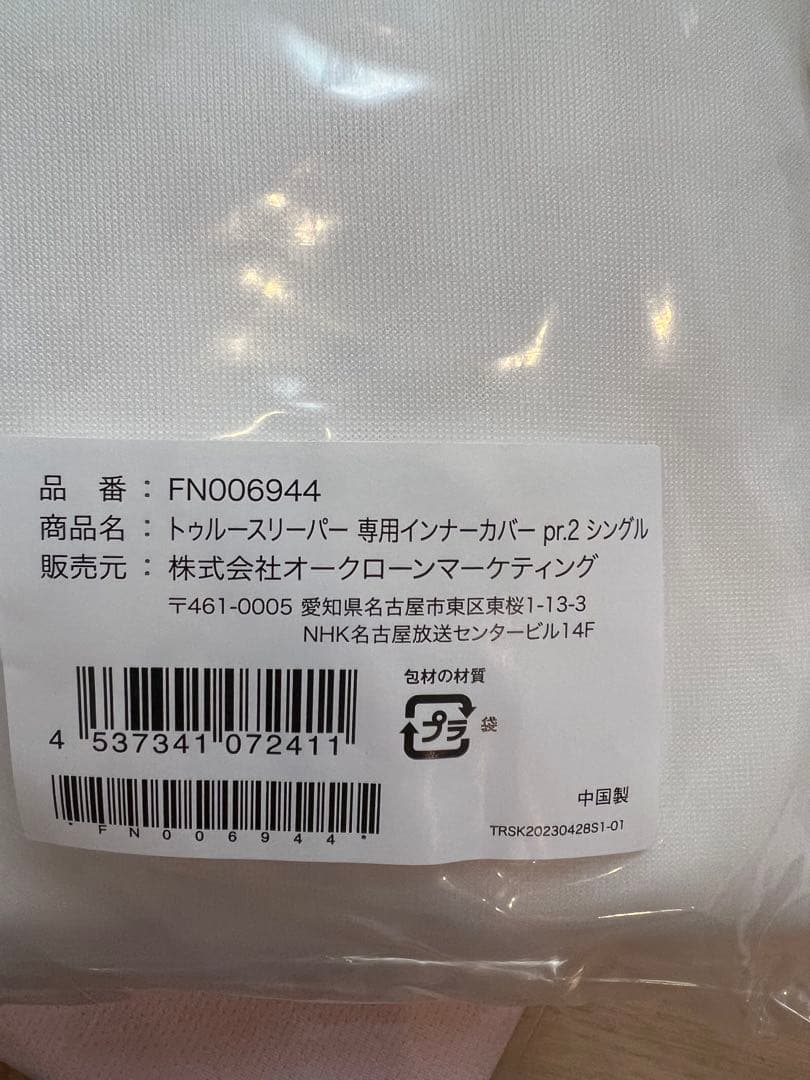 品 番 : FN006944
商品名 : トゥルースリーパー 専用インナーカバー pr.2 シングル
販売元 : 株式会社オークローンマーケティング
〒461-0005 愛知県名古屋市東区東桜1-13-3
NHK名古屋放送センタービル14F
包材の材質
プラ 袋
4 537341 072411
*FN006944*
中国製
TRSK20230428S1-01